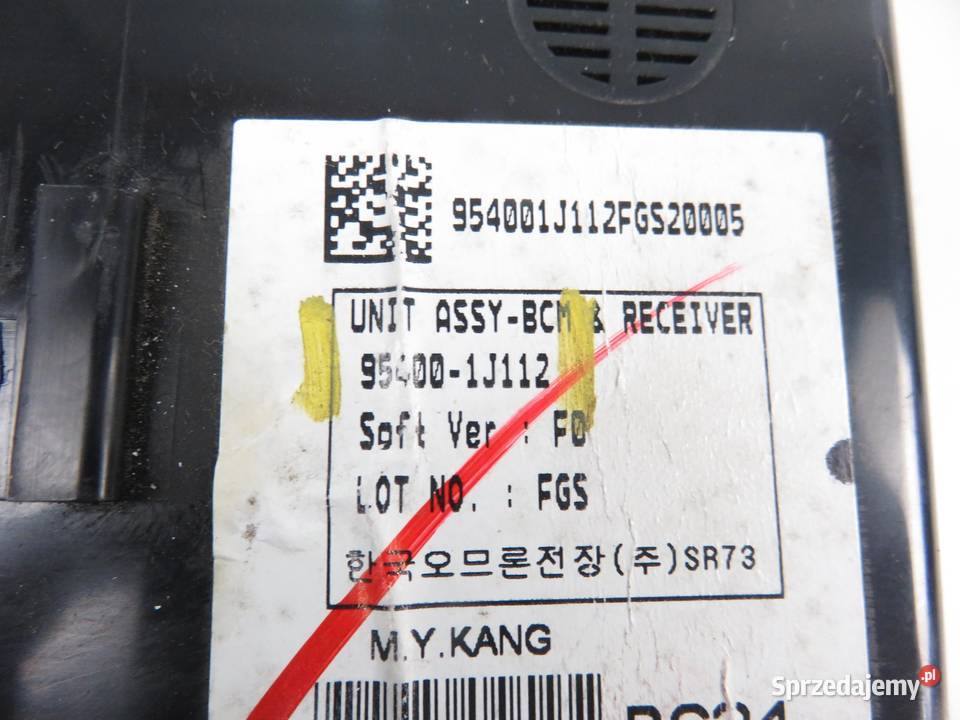 954001J112FGS20005
UNIT ASSY-BCM & RECEIVER
95400-1J112
Soft Ver : F0
LOT NO. : FGS
한국오므론전장(주)SR73
M.Y.KANG
Sprzedajemy.pl